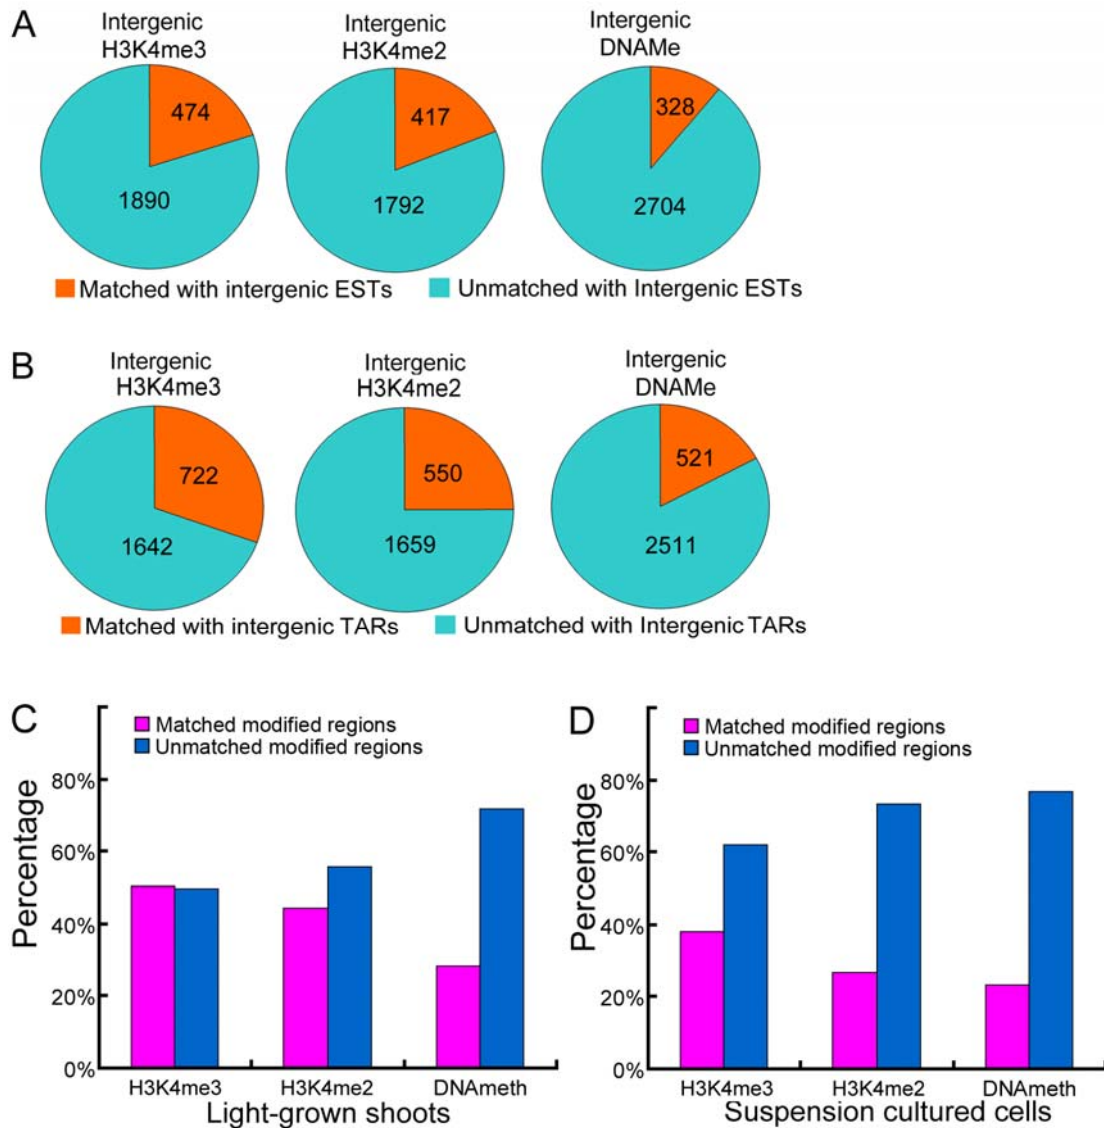 A
Intergenic
H3K4me3
Intergenic
H3K4me2
Intergenic
DNAMe
474
1890
417
1792
328
2704
Matched with intergenic ESTs
Unmatched with Intergenic ESTs
B
Intergenic
H3K4me3
Intergenic
H3K4me2
Intergenic
DNAMe
722
1642
550
1659
521
2511
Matched with intergenic TARs
Unmatched with Intergenic TARs
C
Matched modified regions
Unmatched modified regions
Percentage
80%
60%
40%
20%
0%
H3K4me3
H3K4me2
DNAmeth
Light-grown shoots
D
Matched modified regions
Unmatched modified regions
Percentage
80%
60%
40%
20%
0%
H3K4me3
H3K4me2
DNAmeth
Suspension cultured cells